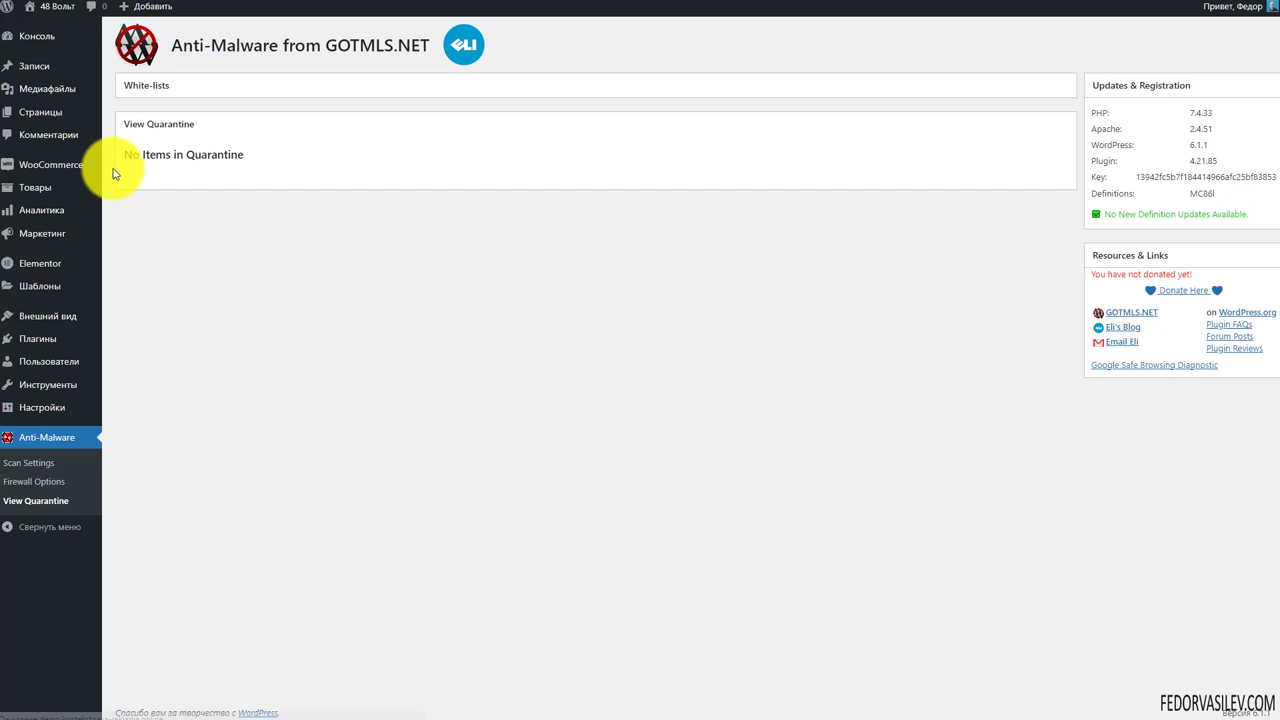 48 Вольт
0
Добавить
Привет, Федор
Консоль
Записи
Медиафайлы
Страницы
Комментарии
WooCommerce
Товары
Аналитика
Маркетинг
Elementor
Шаблоны
Внешний вид
Плагины
Пользователи
Инструменты
Настройки
Anti-Malware
Scan Settings
Firewall Options
View Quarantine
Свернуть меню
Anti-Malware from GOTMLS.NET
ELI
White-lists
View Quarantine
No Items in Quarantine
Updates & Registration
PHP: 7.4.33
Apache: 2.4.51
WordPress: 6.1.1
Plugin: 4.21.85
Key: 13942fc5b7f184414966afc25bf83853
Definitions: MC86I
No New Definition Updates Available.
Resources & Links
You have not donated yet!
Donate Here
GOTMLS.NET
Eli's Blog
Email Eli
on WordPress.org
Plugin FAQs
Forum Posts
Plugin Reviews
Google Safe Browsing Diagnostic
Спасибо вам за творчество с WordPress.
FEDORVASILEV.COM
Версия 6.1.1